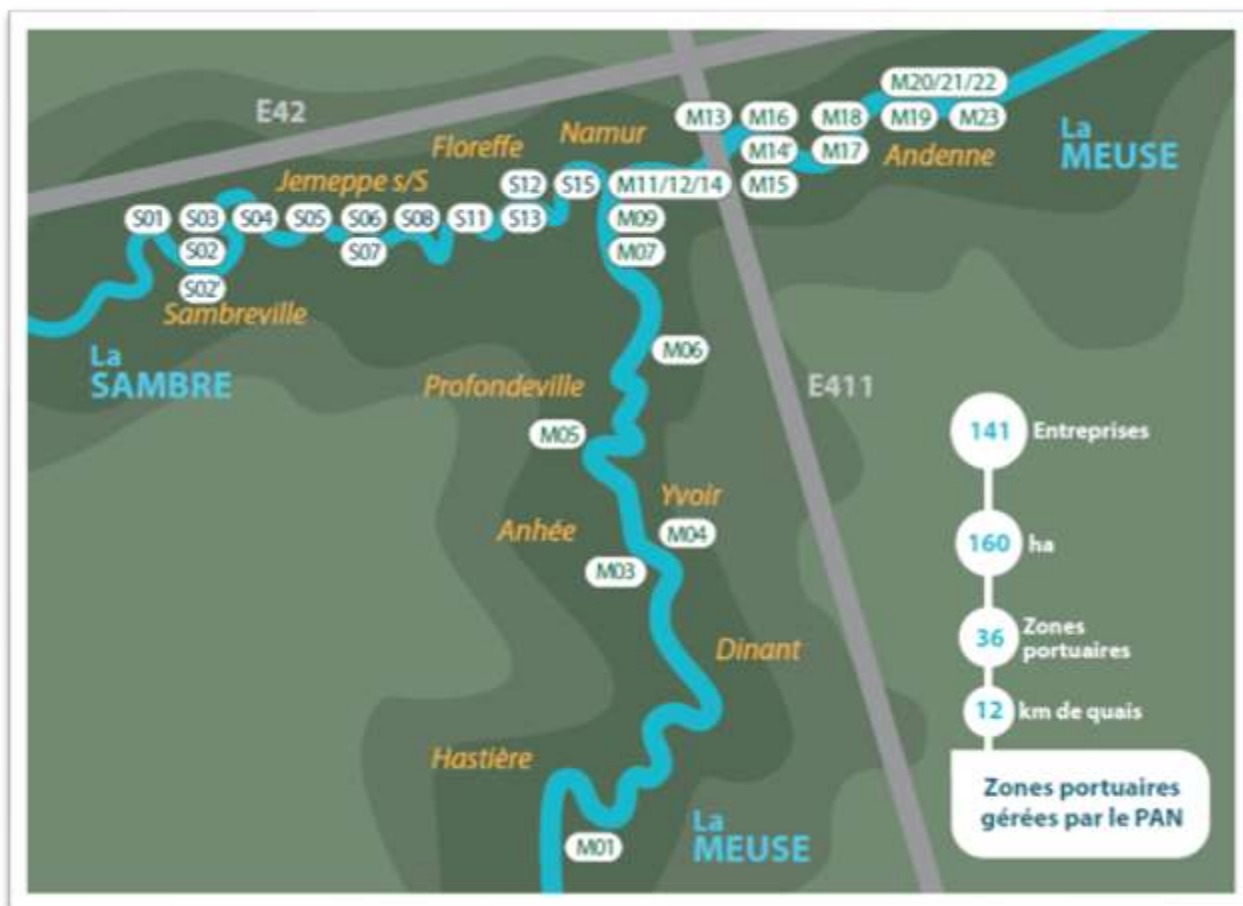 E42
Floreffe
Namur
Jemeppe s/S
M20/21/22
M13
M16
M18
M19
M23
La
MEUSE
M14'
M17
Andenne
S12
S15
M11/12/14
M15
S01
S03
S04
S05
S06
S08
S11
S13
M09
S02
S07
M07
S02'
Sambreville
La
SAMBRE
M06
Profondeville
E411
M05
Yvoir
Anhée
M04
M03
Dinant
Hastière
M01
La
MEUSE
141 Entreprises
160 ha
36 Zones
portuaires
12 km de quais
Zones portuaires
gérées par le PAN